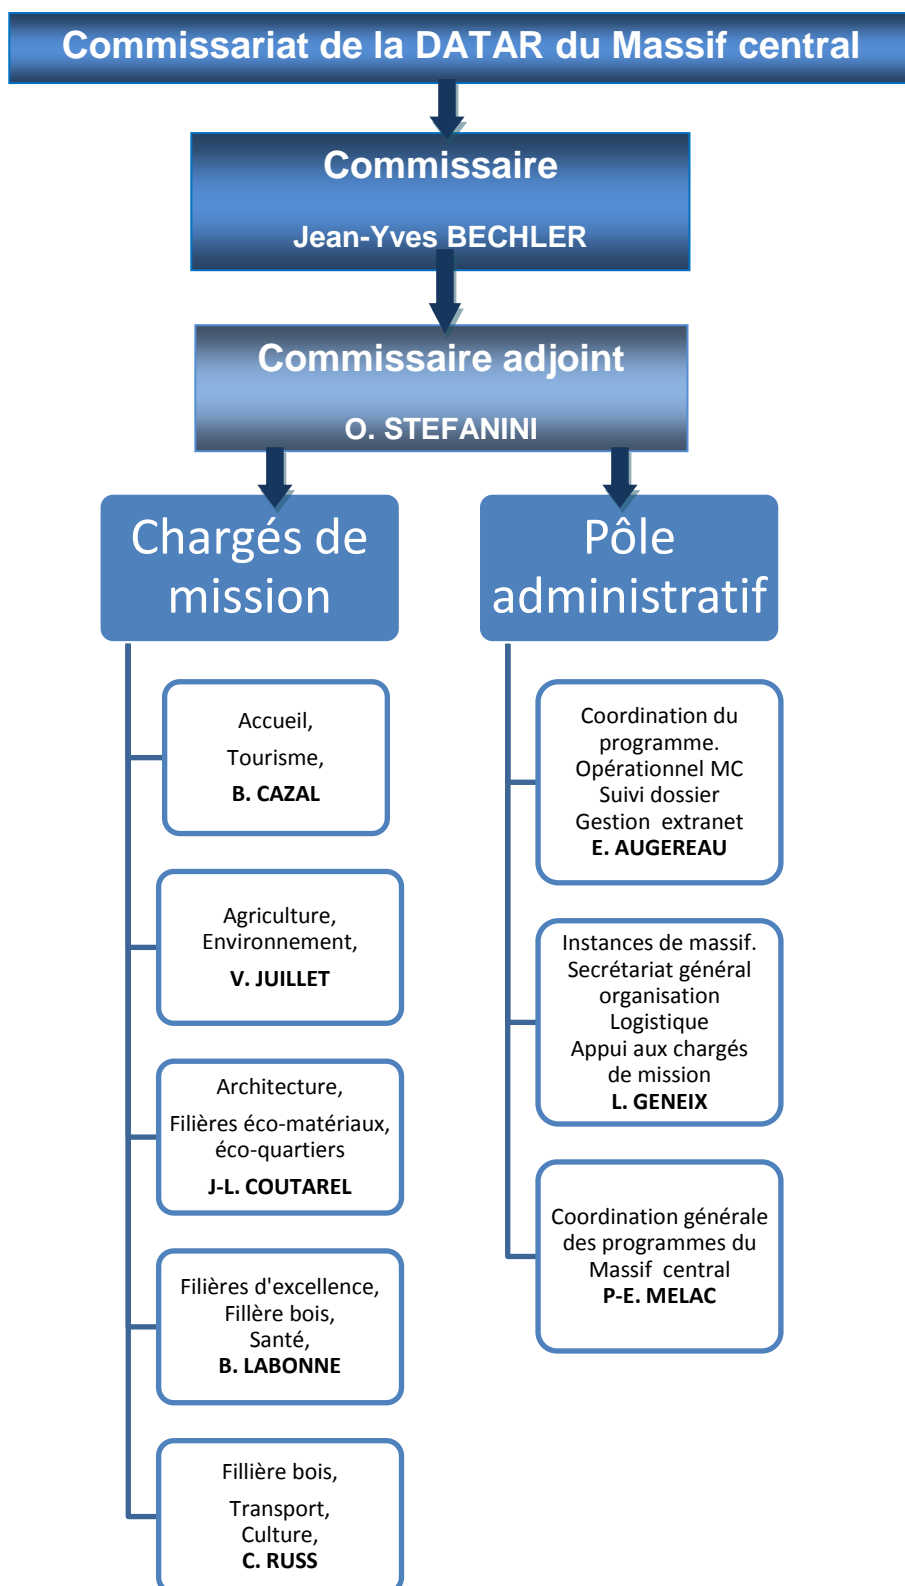 Commissariat de la DATAR du Massif central
Commissaire
Jean-Yves BECHLER
Commissaire adjoint
O. STEFANINI
Chargés de
mission
Accueil,
Tourisme,
B. CAZAL
Agriculture,
Environnement,
V. JUILLET
Architecture,
Filières éco-matériaux,
éco-quartiers
J-L. COUTAREL
Filières d'excellence,
Fillère bois,
Santé,
B. LABONNE
Fillière bois,
Transport,
Culture,
C. RUSS
Pôle
administratif
Coordination du
programme.
Opérationnel MC
Suivi dossier
Gestion extranet
E. AUGEREAU
Instances de massif.
Secrétariat général
organisation
Logistique
Appui aux chargés
de mission
L. GENEIX
Coordination générale
des programmes du
Massif central
P-E. MELAC